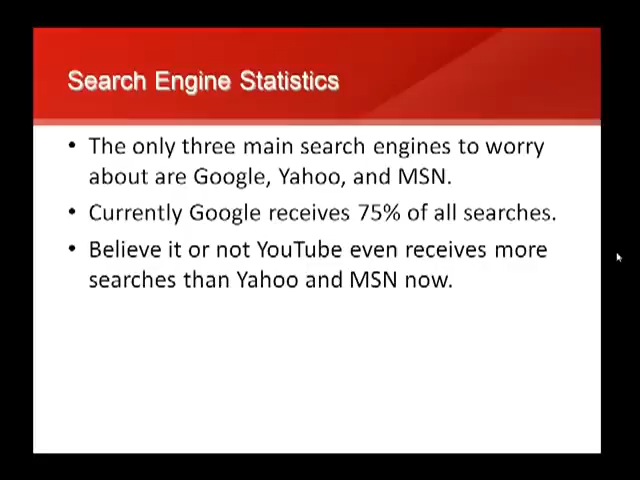 Search Engine Statistics
• The only three main search engines to worry
about are Google, Yahoo, and MSN.
• Currently Google receives 75% of all searches.
• Believe it or not YouTube even receives more
searches than Yahoo and MSN now.